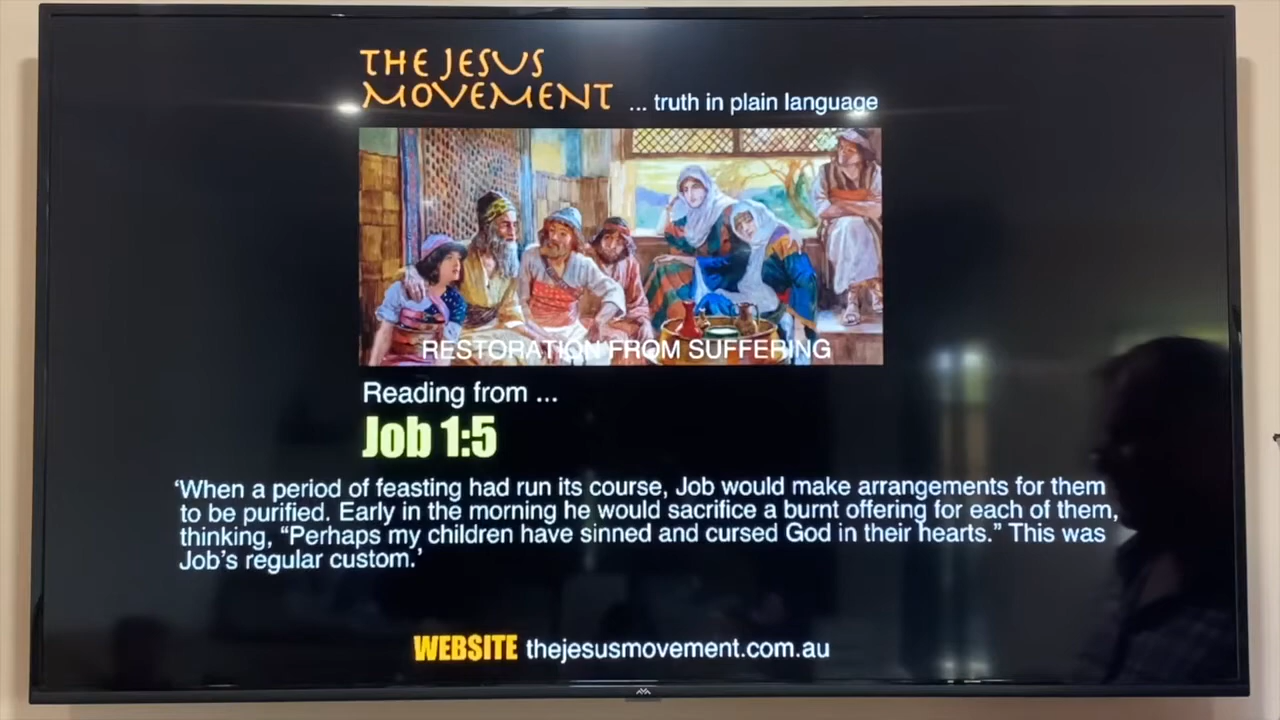 THE JESUS
MOVEMENT ... truth in plain language
RESTORATION FROM SUFFERING
Reading from ...
Job 1:5
‘When a period of feasting had run its course, Job would make arrangements for them
to be purified. Early in the morning he would sacrifice a burnt offering for each of them,
thinking, “Perhaps my children have sinned and cursed God in their hearts.” This was
Job’s regular custom.’
WEBSITE thejesusmovement.com.au